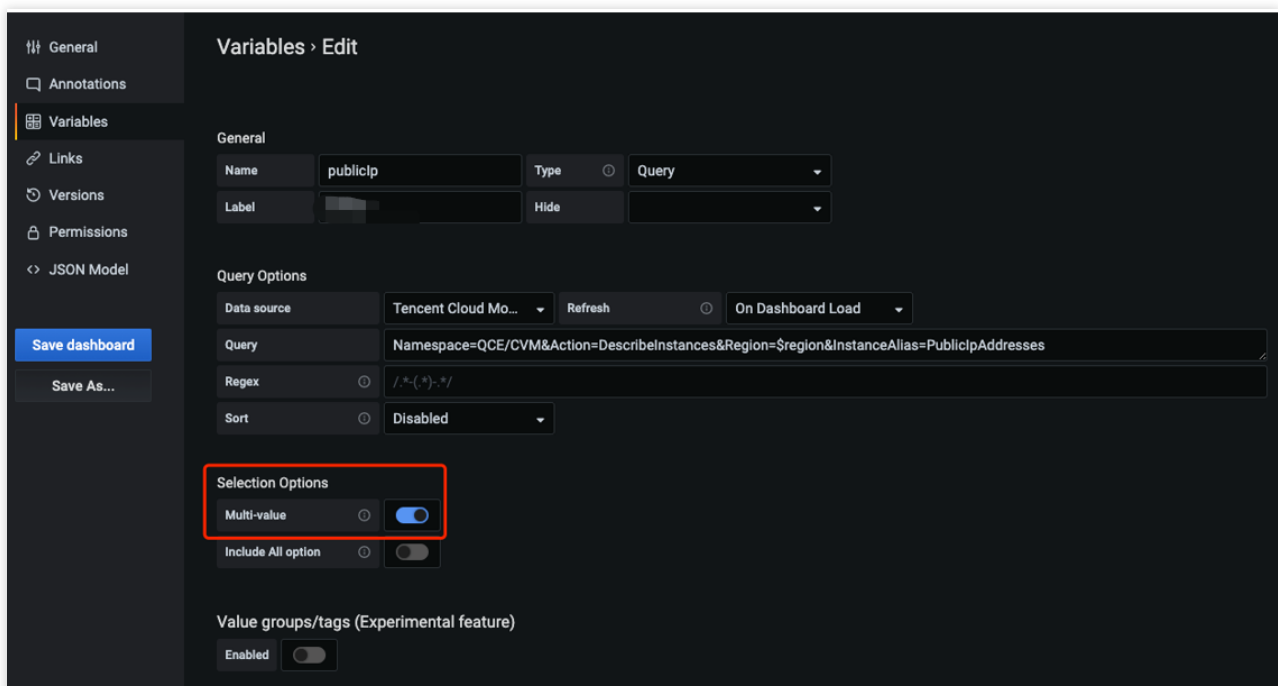 General
Annotations
Variables
Links
Versions
Permissions
<> JSON Model
Save dashboard
Save As...
Variables › Edit
General
Name publicIp Type Query
Label Hide
Query Options
Data source Tencent Cloud Mo... Refresh On Dashboard Load
Query Namespace=QCE/CVM&Action=DescribeInstances&Region=$region&InstanceAlias=PublicIpAddresses
Regex /.*-(.*)-.*/
Sort Disabled
Selection Options
Multi-value
Include All option
Value groups/tags (Experimental feature)
Enabled